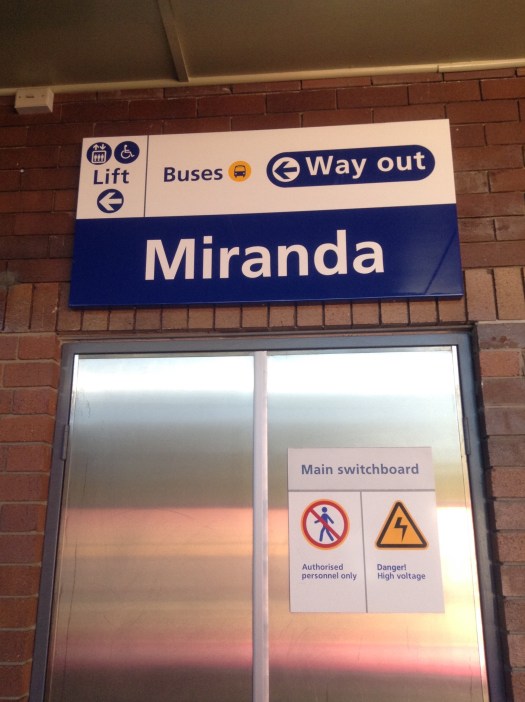 Lift
Buses
Way out
Miranda
Main switchboard
Authorised
personnel only
Danger!
High voltage